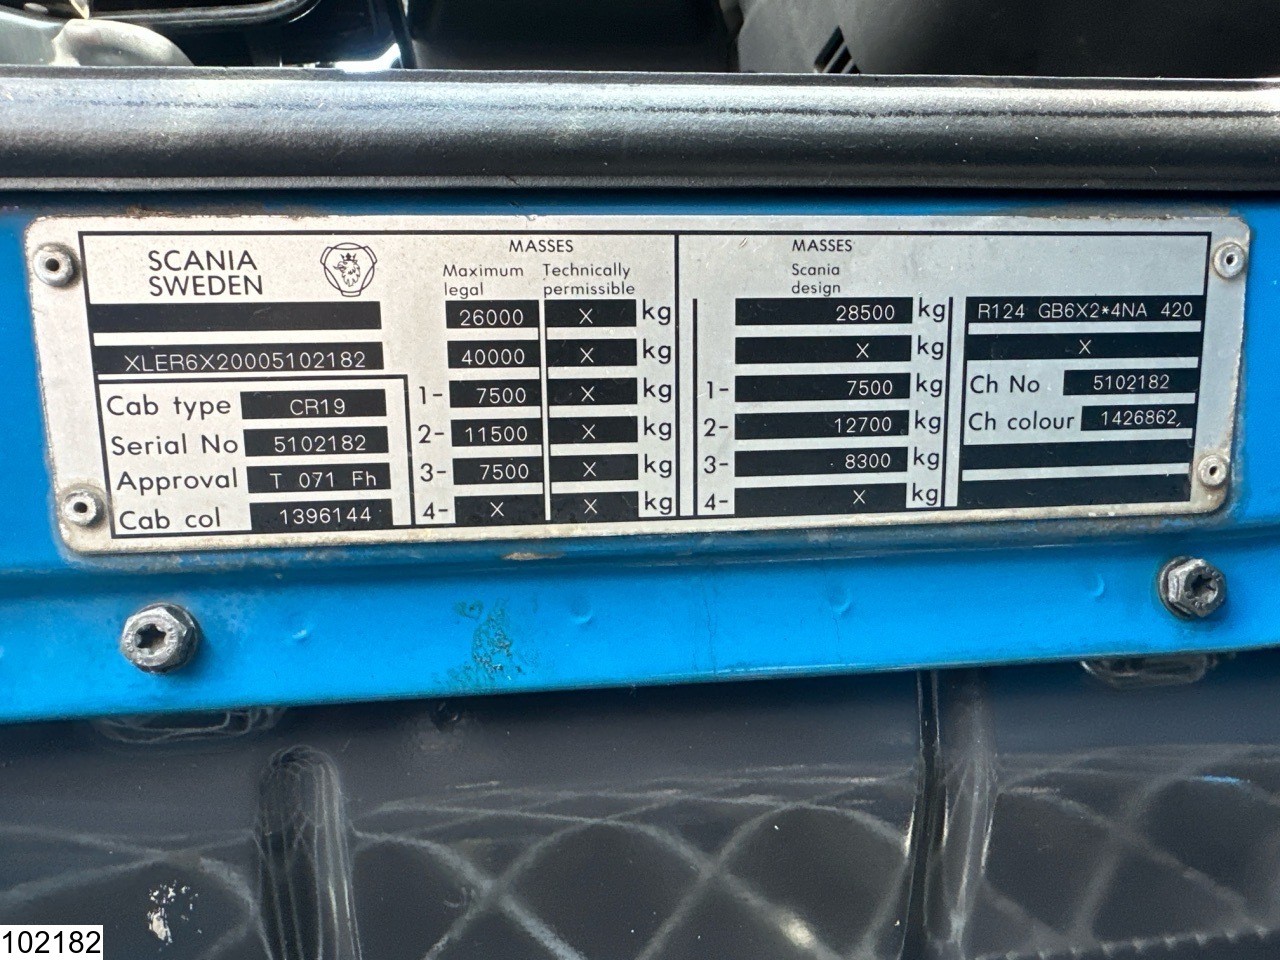 SCANIA
SWEDEN
XLER6X20005102182
Cab type CR19
Serial No 5102182
Approval T 071 Fh
Cab col 1396144
MASSES
Maximum legal Technically permissible
26000 X kg
40000 X kg
1- 7500 X kg
2- 11500 X kg
3- 7500 X kg
4- X X kg
MASSES
Scania
design
28500 kg
X kg
1- 7500 kg
2- 12700 kg
3- 8300 kg
4- X kg
R124 GB6X2*4NA 420
X
Ch No 5102182
Ch colour 1426862,
102182